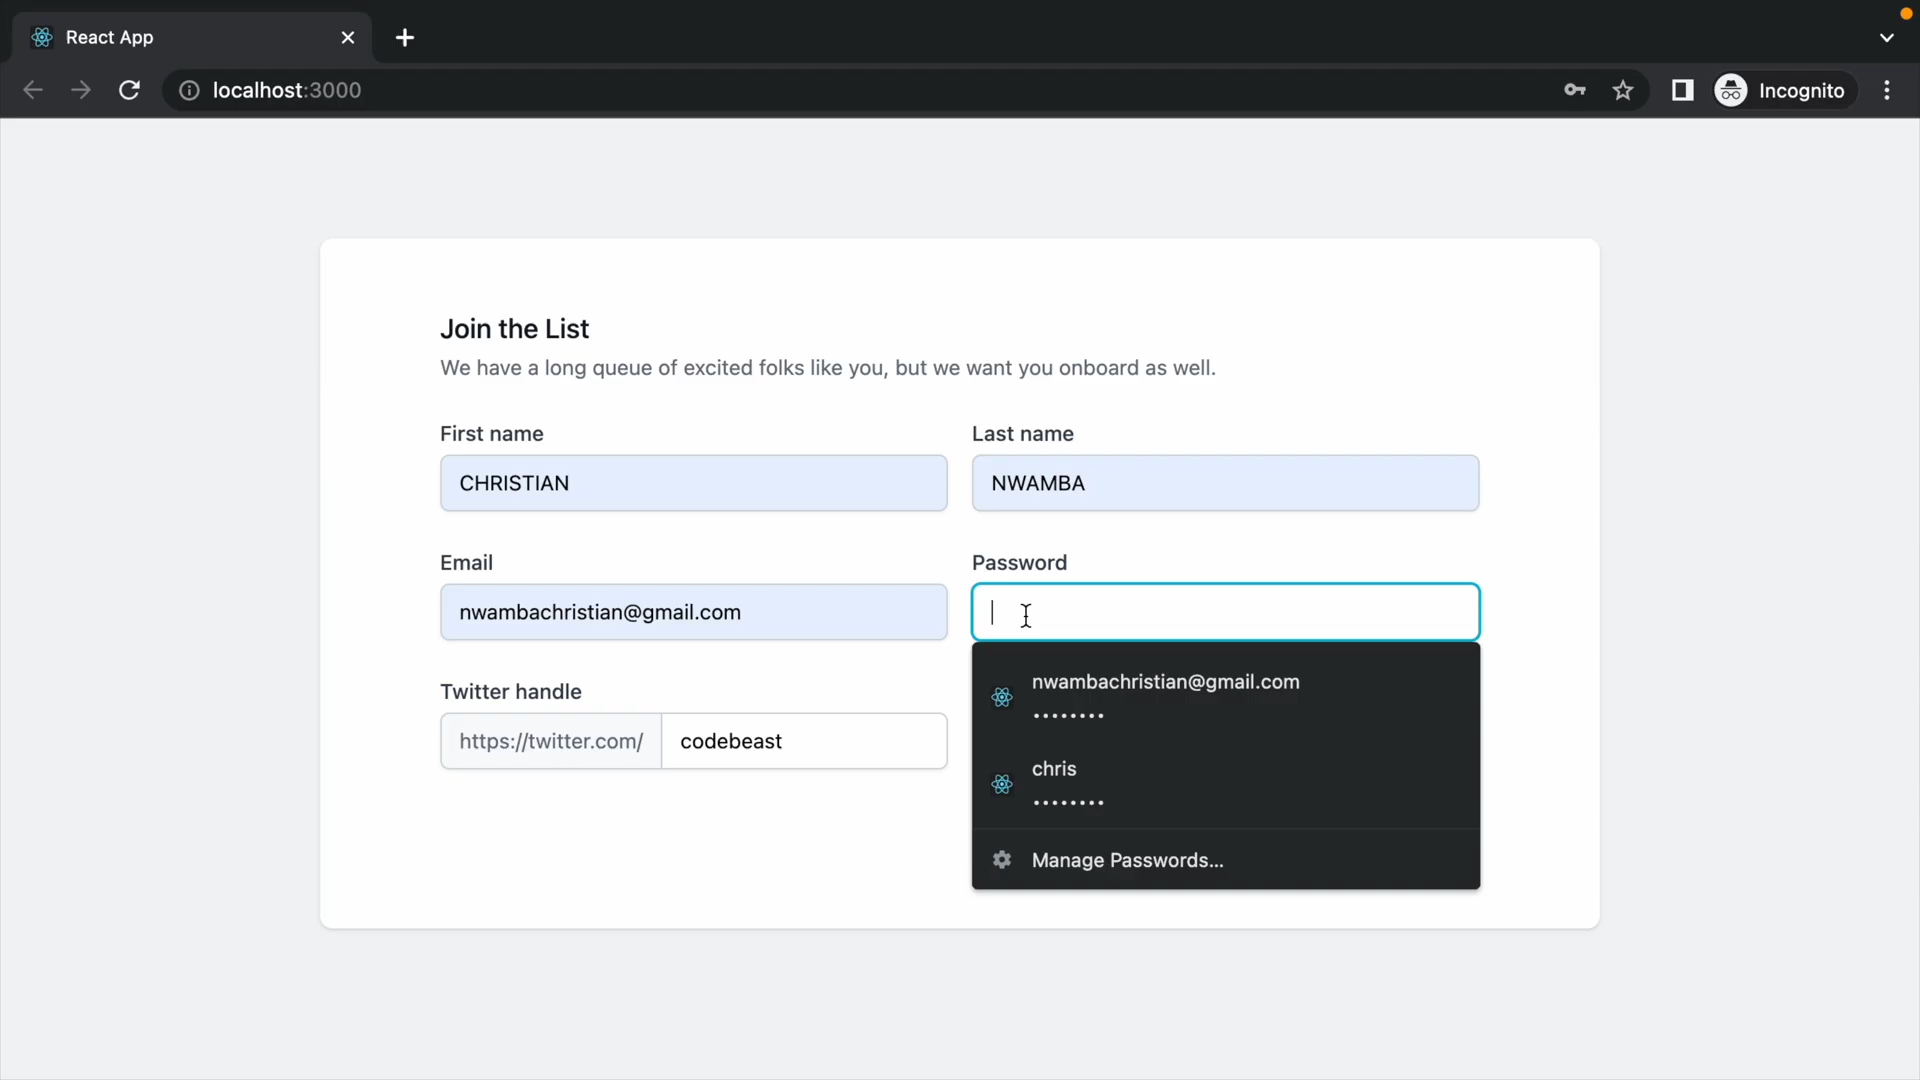 React App
localhost:3000
Incognito
Join the List
We have a long queue of excited folks like you, but we want you onboard as well.
First name
Last name
CHRISTIAN
NWAMBA
Email
Password
nwambachristian@gmail.com
nwambachristian@gmail.com
••••••••
Twitter handle
https://twitter.com/ codebeast
chris
••••••••
Manage Passwords...